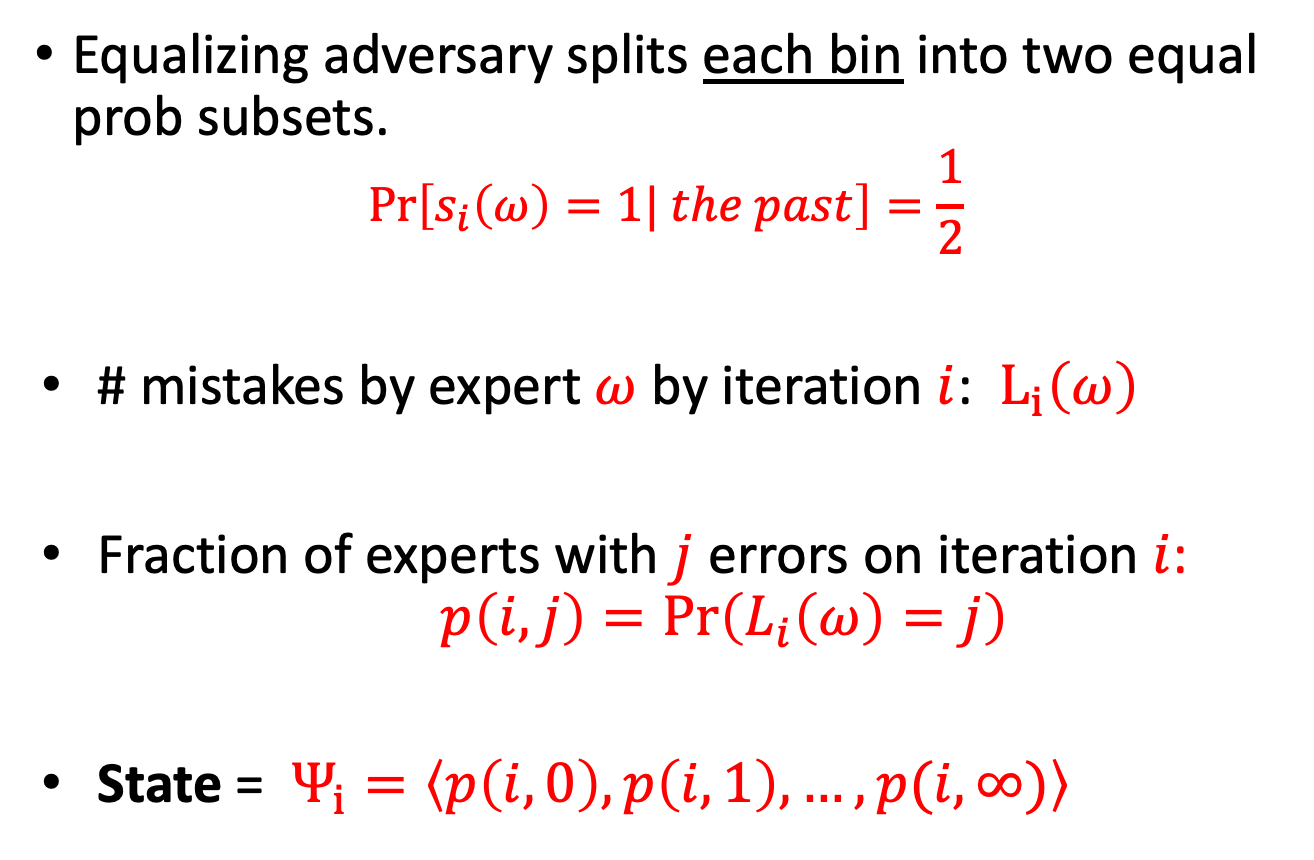 • Equalizing adversary splits each bin into two equal
prob subsets.
Pr[sᵢ(ω) = 1| the past] = 1/2
• # mistakes by expert ω by iteration i: Lᵢ(ω)
• Fraction of experts with j errors on iteration i:
p(i, j) = Pr(Lᵢ(ω) = j)
• State = Ψᵢ = ⟨p(i, 0), p(i, 1), … , p(i, ∞)⟩